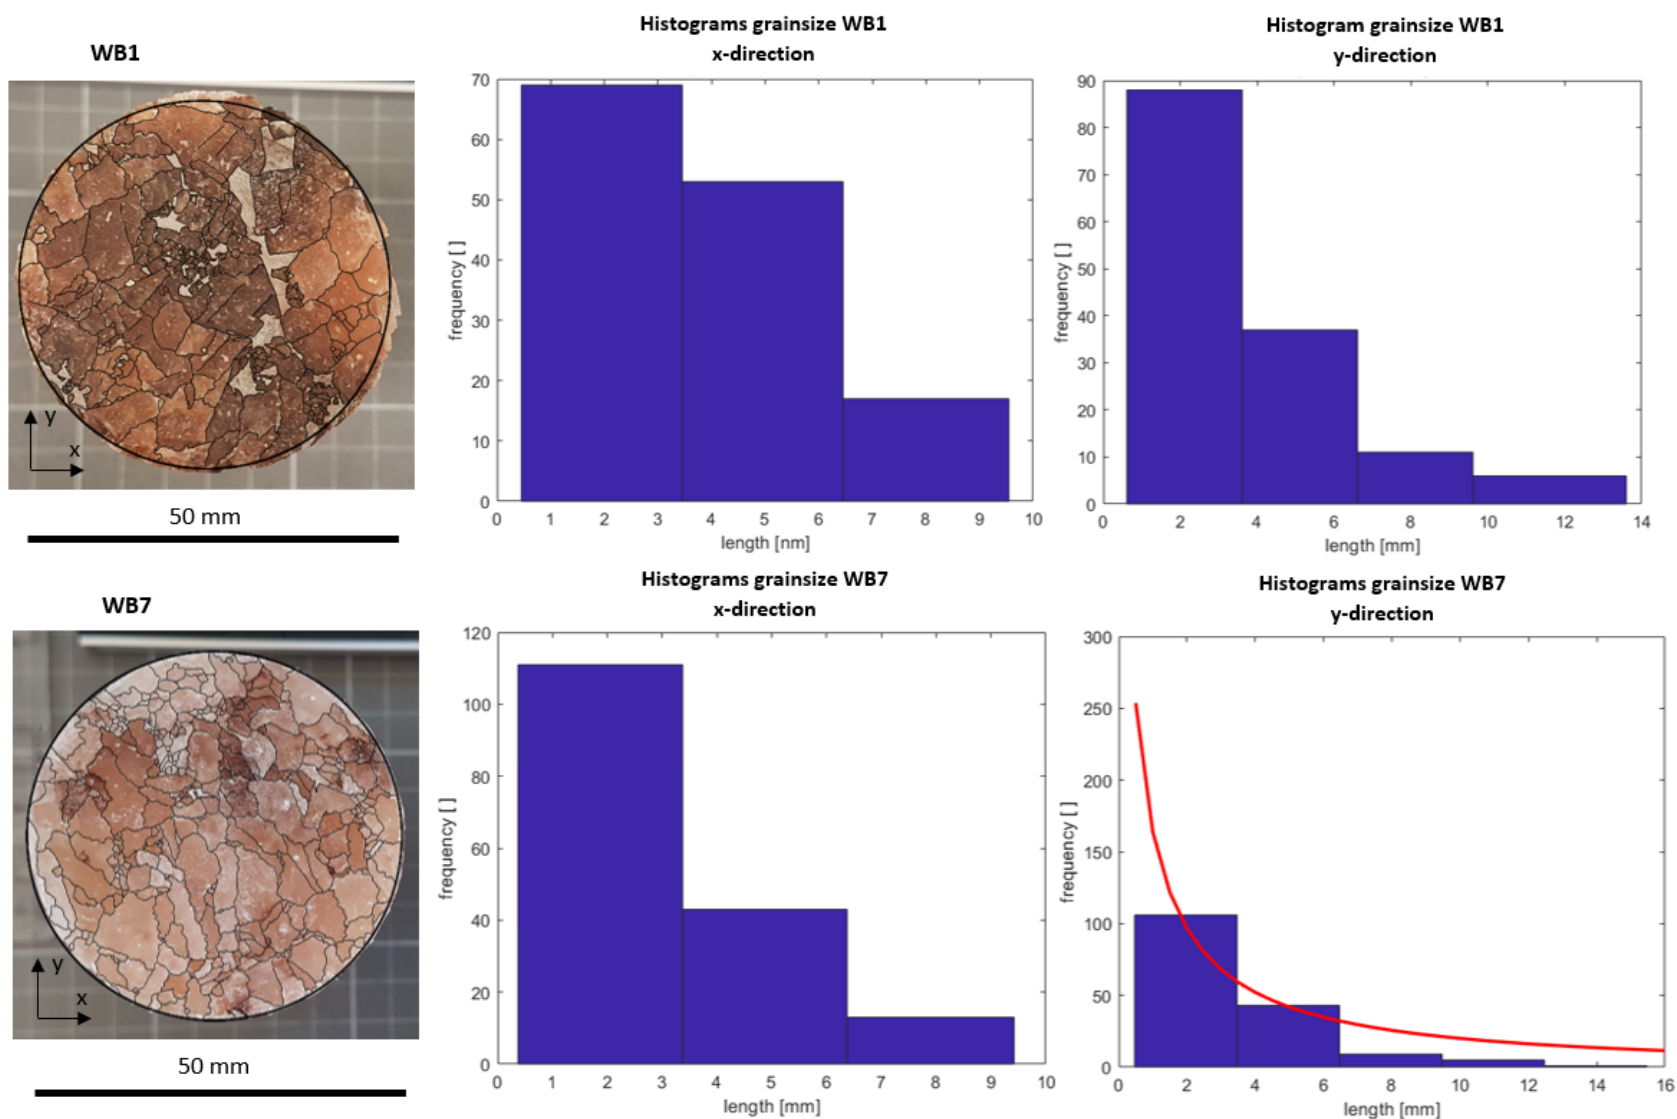 WB1
y
x
50 mm
Histograms grainsize WB1
x-direction
70
60
50
40
30
20
10
0
frequency [ ]
0 1 2 3 4 5 6 7 8 9 10
length [nm]
Histogram grainsize WB1
y-direction
90
80
70
60
50
40
30
20
10
0
frequency [ ]
0 2 4 6 8 10 12 14
length [mm]
WB7
y
x
50 mm
Histograms grainsize WB7
x-direction
120
100
80
60
40
20
0
frequency [ ]
0 1 2 3 4 5 6 7 8 9 10
length [mm]
Histograms grainsize WB7
y-direction
300
250
200
150
100
50
0
frequency [ ]
0 2 4 6 8 10 12 14 16
length [mm]